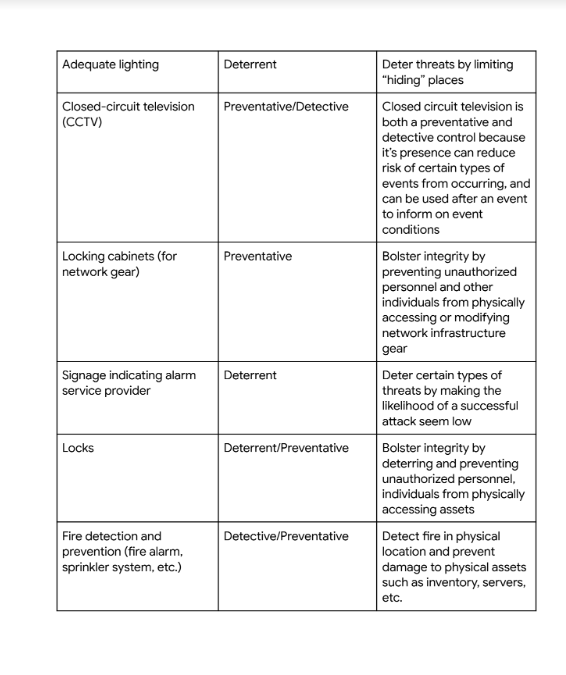 Adequate lighting
Deterrent
Deter threats by limiting
“hiding” places
Closed-circuit television
(CCTV)
Preventative/Detective
Closed circuit television is
both a preventative and
detective control because
it’s presence can reduce
risk of certain types of
events from occurring, and
can be used after an event
to inform on event
conditions
Locking cabinets (for
network gear)
Preventative
Bolster integrity by
preventing unauthorized
personnel and other
individuals from physically
accessing or modifying
network infrastructure
gear
Signage indicating alarm
service provider
Deterrent
Deter certain types of
threats by making the
likelihood of a successful
attack seem low
Locks
Deterrent/Preventative
Bolster integrity by
deterring and preventing
unauthorized personnel,
individuals from physically
accessing assets
Fire detection and
prevention (fire alarm,
sprinkler system, etc.)
Detective/Preventative
Detect fire in physical
location and prevent
damage to physical assets
such as inventory, servers,
etc.